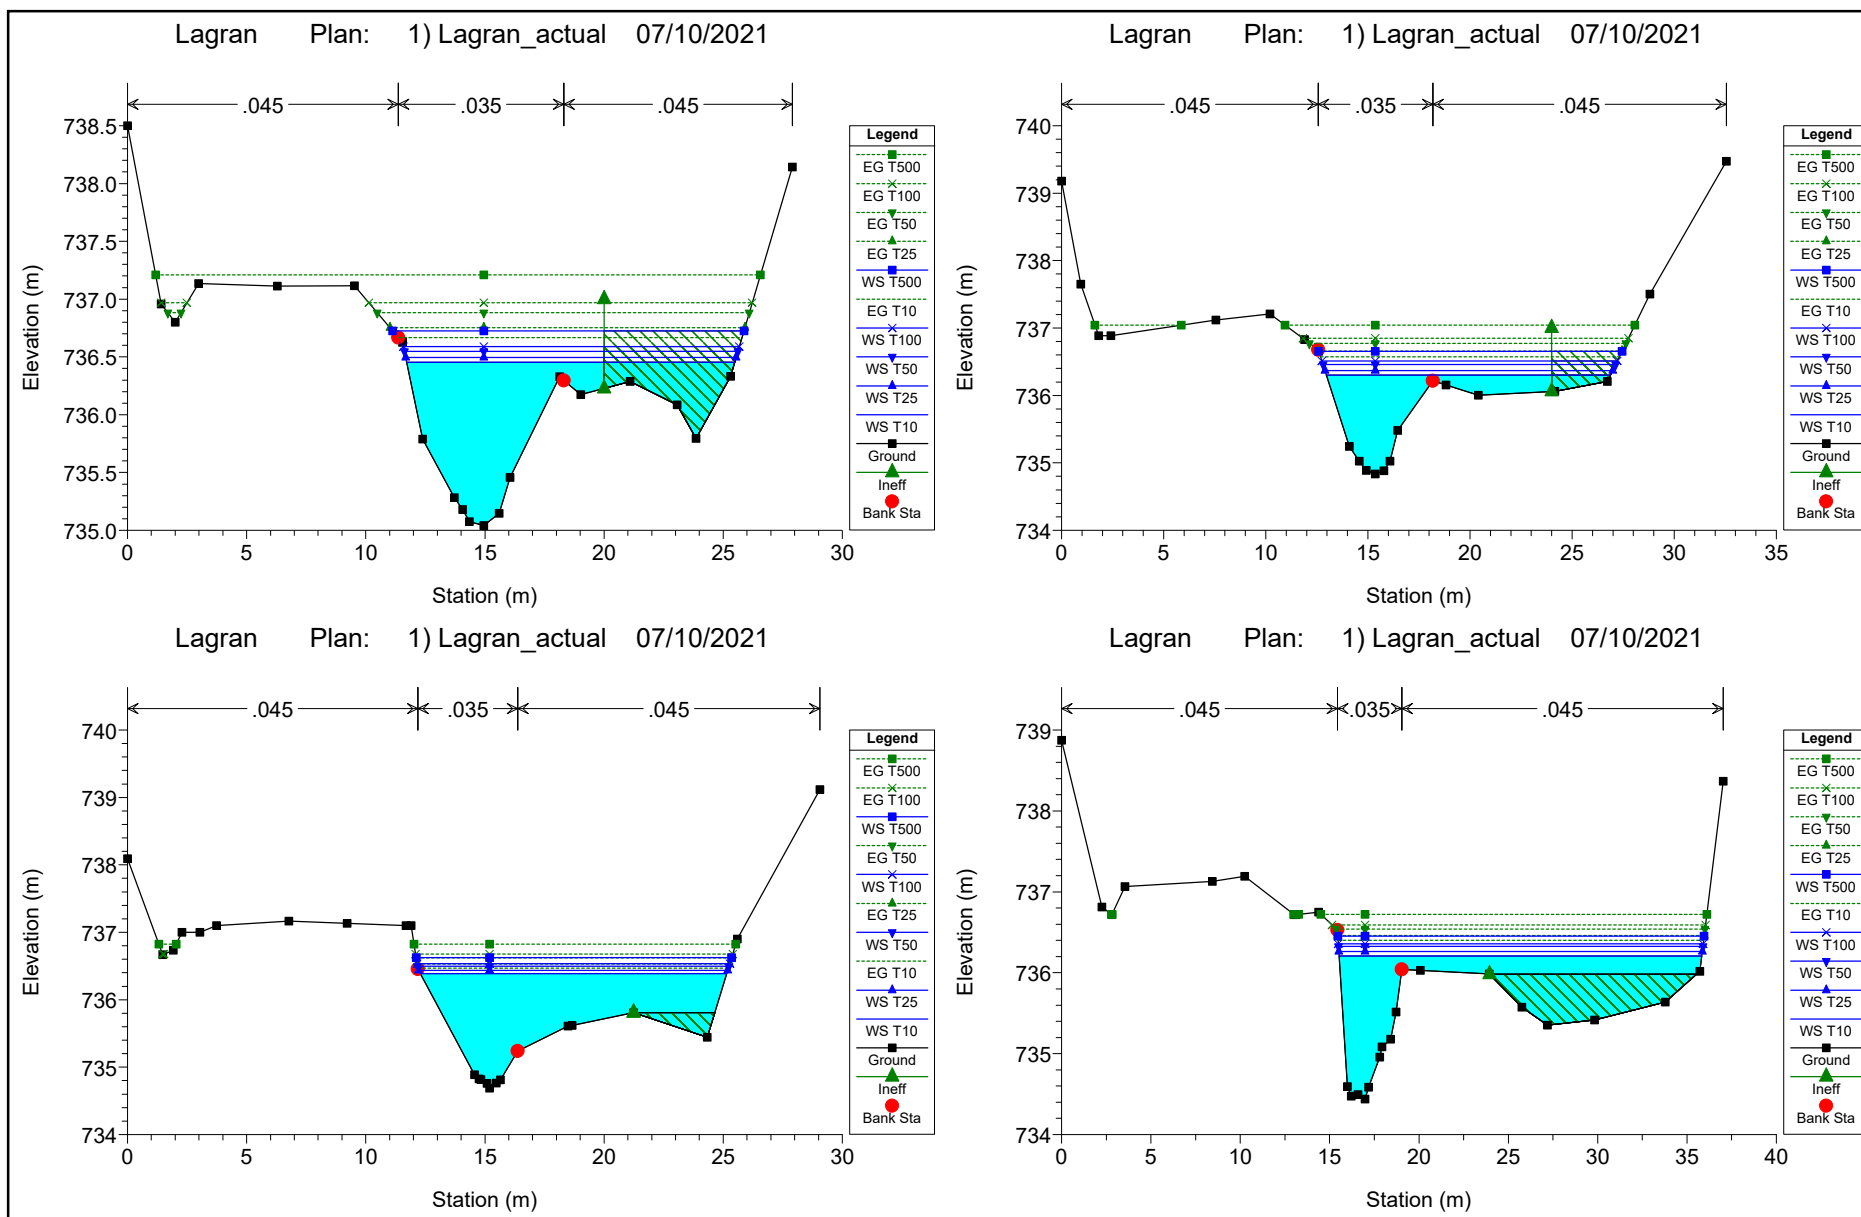 Lagran Plan: 1) Lagran_actual 07/10/2021
.045 .035 .045
738.5
738.0
737.5
737.0
736.5
736.0
735.5
735.0
Elevation (m)
0 5 10 15 20 25 30
Station (m)
Legend
EG T500
EG T100
EG T50
EG T25
WS T500
EG T10
WS T100
WS T50
WS T25
WS T10
Ground
Ineff
Bank Sta
Lagran Plan: 1) Lagran_actual 07/10/2021
.045 .035 .045
740
739
738
737
736
735
734
Elevation (m)
0 5 10 15 20 25 30 35
Station (m)
Legend
EG T500
EG T100
EG T50
EG T25
WS T500
EG T10
WS T100
WS T50
WS T25
WS T10
Ground
Ineff
Bank Sta
Lagran Plan: 1) Lagran_actual 07/10/2021
.045 .035 .045
740
739
738
737
736
735
734
Elevation (m)
0 5 10 15 20 25 30
Station (m)
Legend
EG T500
EG T100
WS T500
EG T50
WS T100
EG T25
WS T50
EG T10
WS T25
WS T10
Ground
Ineff
Bank Sta
Lagran Plan: 1) Lagran_actual 07/10/2021
.045 .035 .045
739
738
737
736
735
734
Elevation (m)
0 5 10 15 20 25 30 35 40
Station (m)
Legend
EG T500
EG T100
EG T50
EG T25
WS T500
EG T10
WS T100
WS T50
WS T25
WS T10
Ground
Ineff
Bank Sta